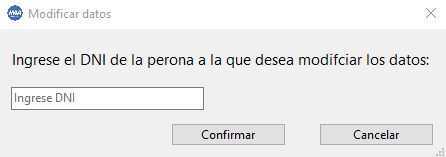 Modificar datos
Ingrese el DNI de la perona a la que desea modifciar los datos:
Ingrese DNI
Confirmar Cancelar